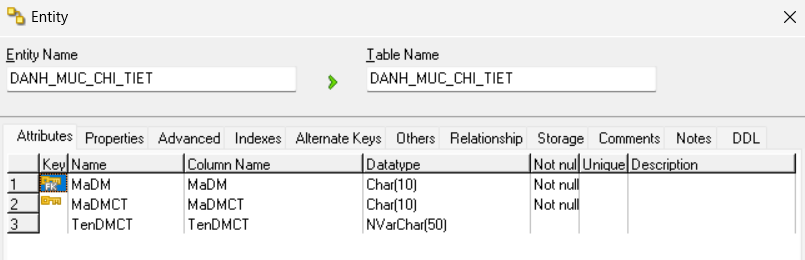 Entity
Entity Name
Table Name
DANH_MUC_CHI_TIET
DANH_MUC_CHI_TIET
Attributes Properties Advanced Indexes Alternate Keys Others Relationship Storage Comments Notes DDL
Key Name Column Name Datatype Not nul Unique Description
1 FK MaDM MaDM Char(10) Not null
2 MaDMCT MaDMCT Char(10) Not null
3 TenDMCT TenDMCT NVarChar(50)